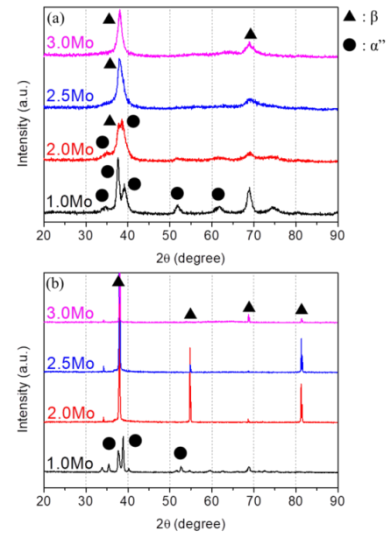 (a)
▲ : β
● : α''
3.0Mo
2.5Mo
2.0Mo
1.0Mo
Intensity (a.u.)
20 30 40 50 60 70 80 90
2θ (degree)
(b)
3.0Mo
2.5Mo
2.0Mo
1.0Mo
Intensity (a.u.)
20 30 40 50 60 70 80 90
2θ (degree)